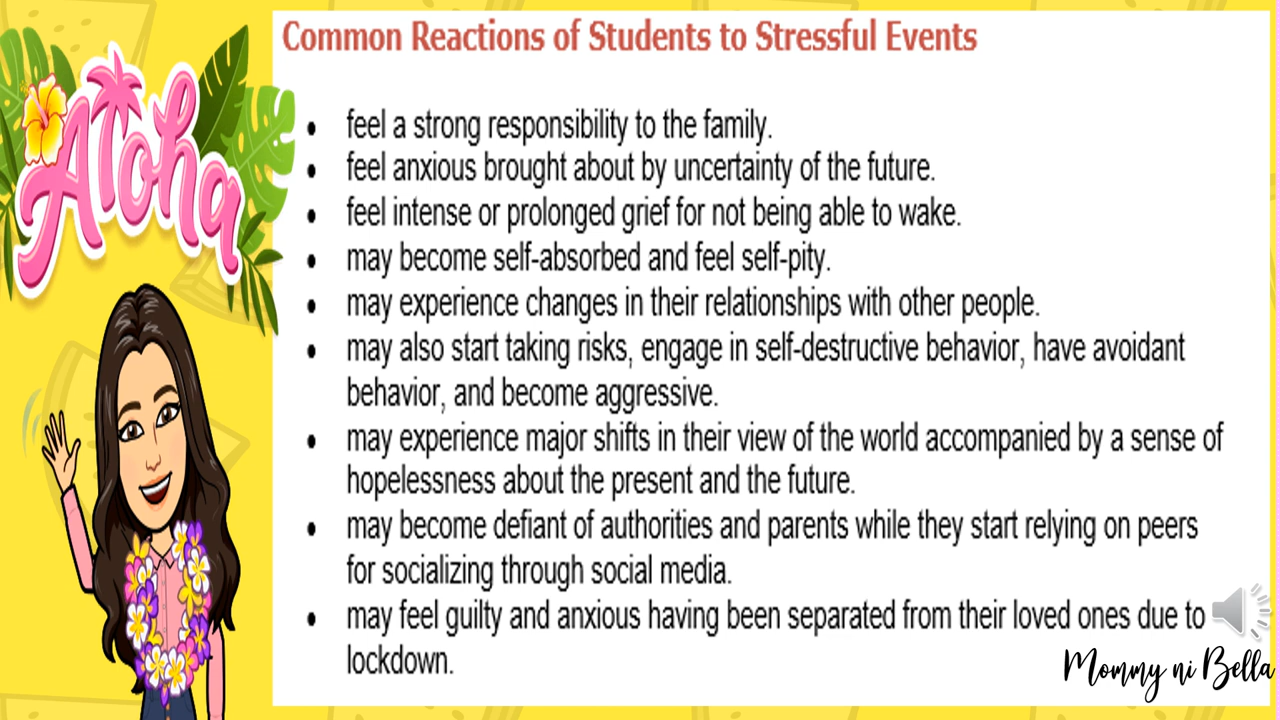 Aloha
Common Reactions of Students to Stressful Events
• feel a strong responsibility to the family.
• feel anxious brought about by uncertainty of the future.
• feel intense or prolonged grief for not being able to wake.
• may become self-absorbed and feel self-pity.
• may experience changes in their relationships with other people.
• may also start taking risks, engage in self-destructive behavior, have avoidant
behavior, and become aggressive.
• may experience major shifts in their view of the world accompanied by a sense of
hopelessness about the present and the future.
• may become defiant of authorities and parents while they start relying on peers
for socializing through social media.
• may feel guilty and anxious having been separated from their loved ones due to
lockdown.
Mommy ni Bella